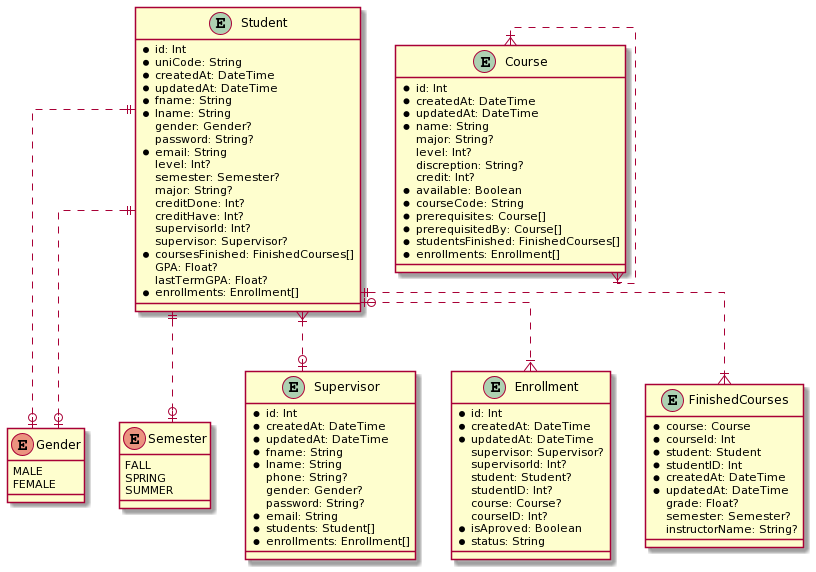 E Student
id: Int
uniCode: String
createdAt: DateTime
updatedAt: DateTime
fname: String
lname: String
gender: Gender?
password: String?
email: String
level: Int?
semester: Semester?
major: String?
creditDone: Int?
creditHave: Int?
supervisorId: Int?
supervisor: Supervisor?
coursesFinished: FinishedCourses[]
GPA: Float?
lastTermGPA: Float?
enrollments: Enrollment[]
E Course
id: Int
createdAt: DateTime
updatedAt: DateTime
name: String
major: String?
level: Int?
discreption: String?
credit: Int?
available: Boolean
courseCode: String
prerequisites: Course[]
prerequisitedBy: Course[]
studentsFinished: FinishedCourses[]
enrollments: Enrollment[]
E Gender
MALE
FEMALE
E Semester
FALL
SPRING
SUMMER
E Supervisor
id: Int
createdAt: DateTime
updatedAt: DateTime
fname: String
lname: String
phone: String?
gender: Gender?
password: String?
email: String
students: Student[]
enrollments: Enrollment[]
E Enrollment
id: Int
createdAt: DateTime
updatedAt: DateTime
supervisor: Supervisor?
supervisorId: Int?
student: Student?
studentID: Int?
course: Course?
courseID: Int?
isAproved: Boolean
status: String
E FinishedCourses
course: Course
courseId: Int
student: Student
studentID: Int
createdAt: DateTime
updatedAt: DateTime
grade: Float?
semester: Semester?
instructorName: String?